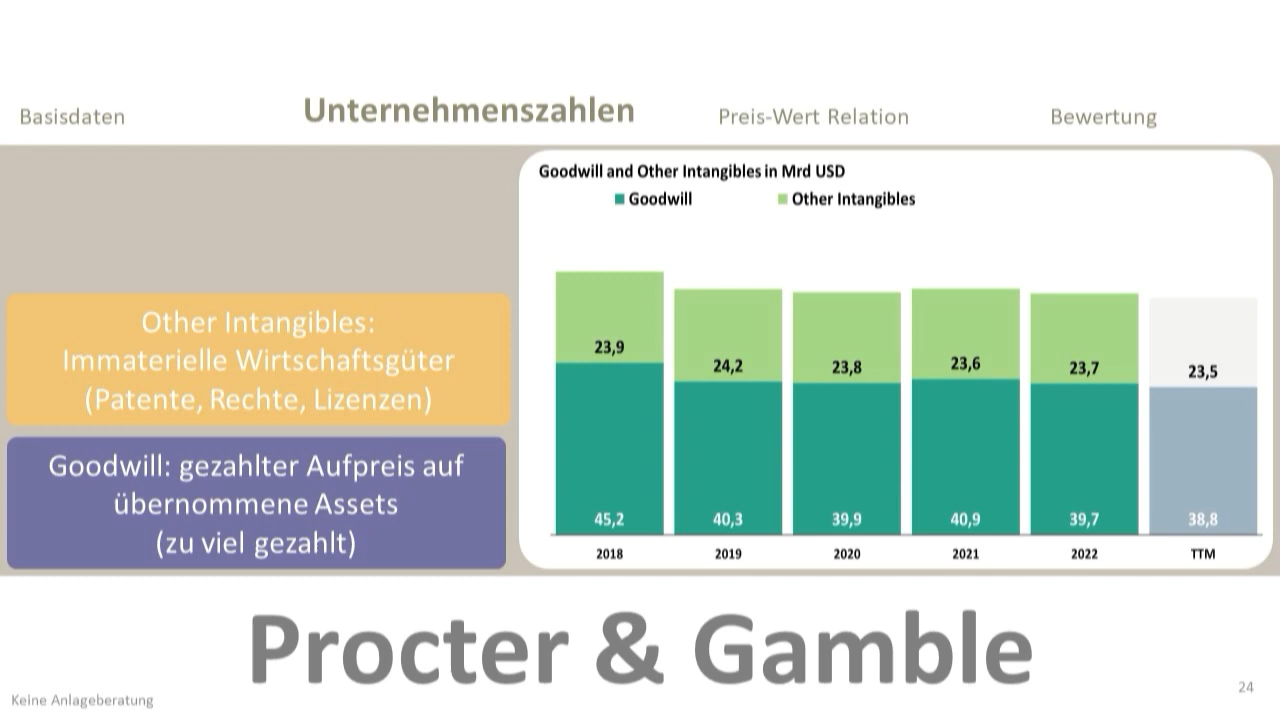 Basisdaten
Unternehmenszahlen
Preis-Wert Relation
Bewertung
Goodwill and Other Intangibles in Mrd USD
Goodwill
Other Intangibles
Other Intangibles:
Immaterielle Wirtschaftsgüter
(Patente, Rechte, Lizenzen)
Goodwill: gezahlter Aufpreis auf
übernommene Assets
(zu viel gezahlt)
23,9
24,2
23,8
23,6
23,7
23,5
45,2
40,3
39,9
40,9
39,7
38,8
2018
2019
2020
2021
2022
TTM
Procter & Gamble
Keine Anlageberatung
24